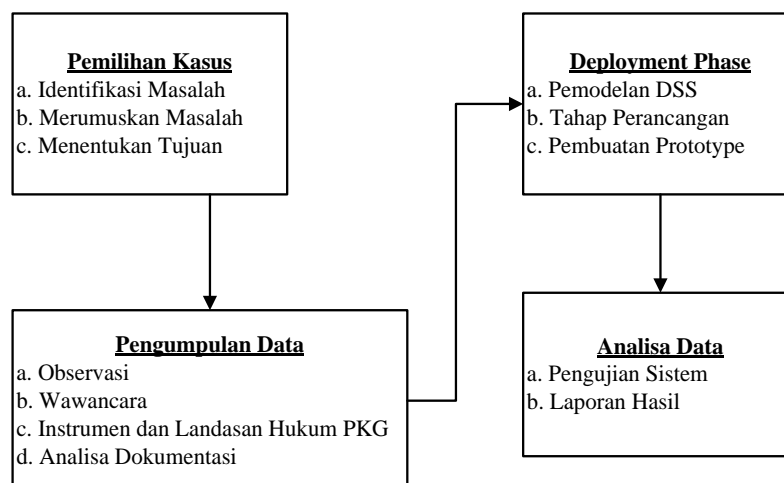 Pemilihan Kasus
a. Identifikasi Masalah
b. Merumuskan Masalah
c. Menentukan Tujuan
Pengumpulan Data
a. Observasi
b. Wawancara
c. Instrumen dan Landasan Hukum PKG
d. Analisa Dokumentasi
Deployment Phase
a. Pemodelan DSS
b. Tahap Perancangan
c. Pembuatan Prototype
Analisa Data
a. Pengujian Sistem
b. Laporan Hasil